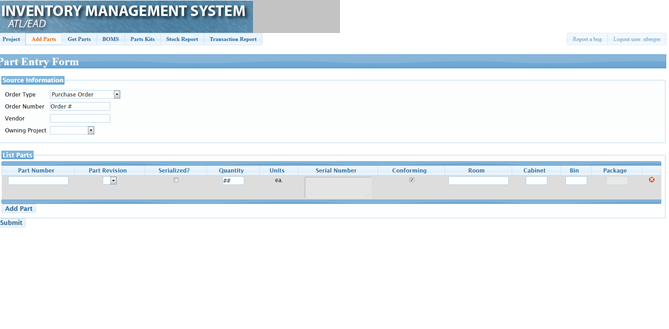 INVENTORY MANAGEMENT SYSTEM
ATL/EAD
Project Add Parts Get Parts BOMS Parts Kits Stock Report Transaction Report Report a bug Logout user:
Part Entry Form
Source Information
Order Type Purchase Order
Order Number Order #
Vendor
Owning Project
List Parts
Part Number Part Revision Serialized? Quantity Units Serial Number Conforming Room Cabinet Bin Package
## ea.
Add Part
Submit